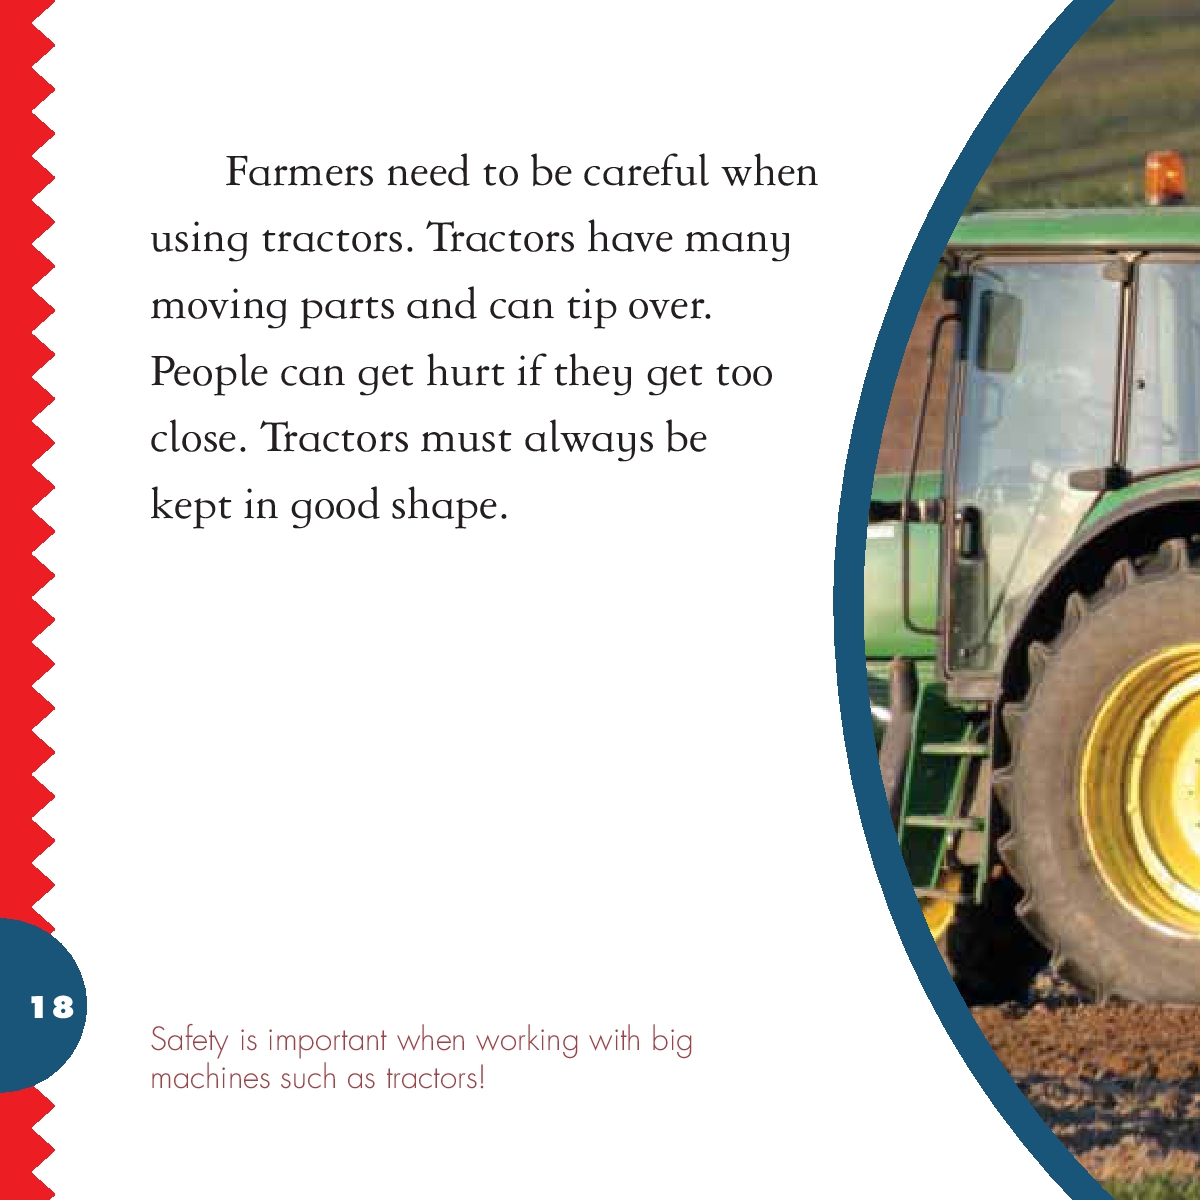 Farmers need to be careful when
using tractors. Tractors have many
moving parts and can tip over.
People can get hurt if they get too
close. Tractors must always be
kept in good shape.
18
Safety is important when working with big
machines such as tractors!